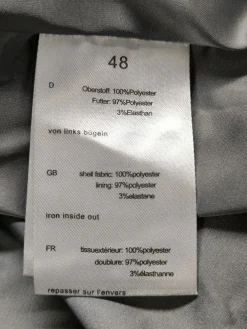 48
D Oberstoff: 100%Polyester
Futter: 97%Polyester
3%Elasthan
von links bügeln
GB shell fabric: 100%polyester
lining: 97%polyester
3%elastane
iron inside out
FR tissuextérieur: 100%polyester
doublure: 97%polyester
3%élasthanne
repasser sur l'anvers